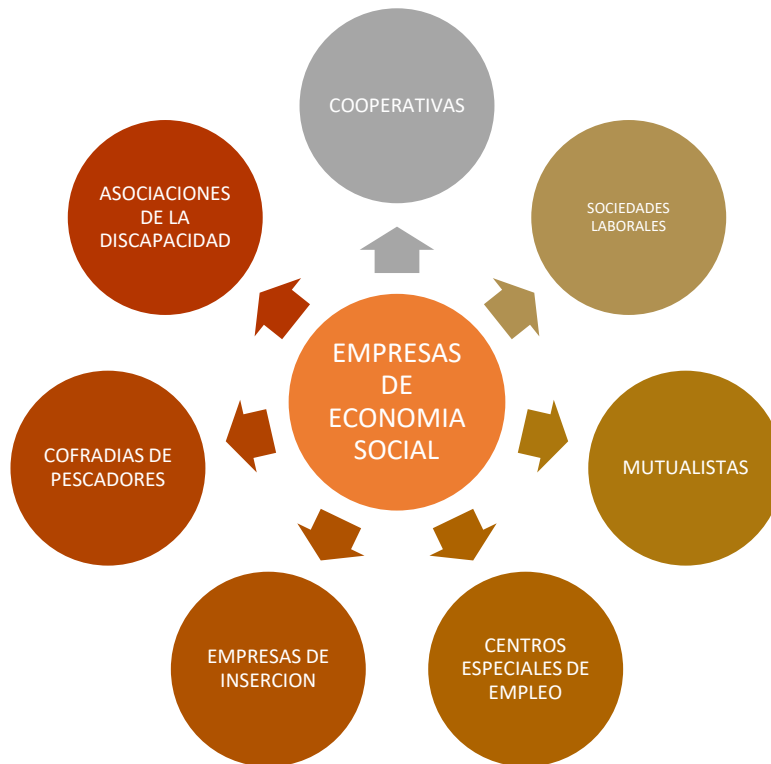 COOPERATIVAS
SOCIEDADES
LABORALES
MUTUALISTAS
CENTROS
ESPECIALES DE
EMPLEO
EMPRESAS DE
INSERCION
COFRADIAS DE
PESCADORES
ASOCIACIONES
DE LA
DISCAPACIDAD
EMPRESAS
DE
ECONOMIA
SOCIAL